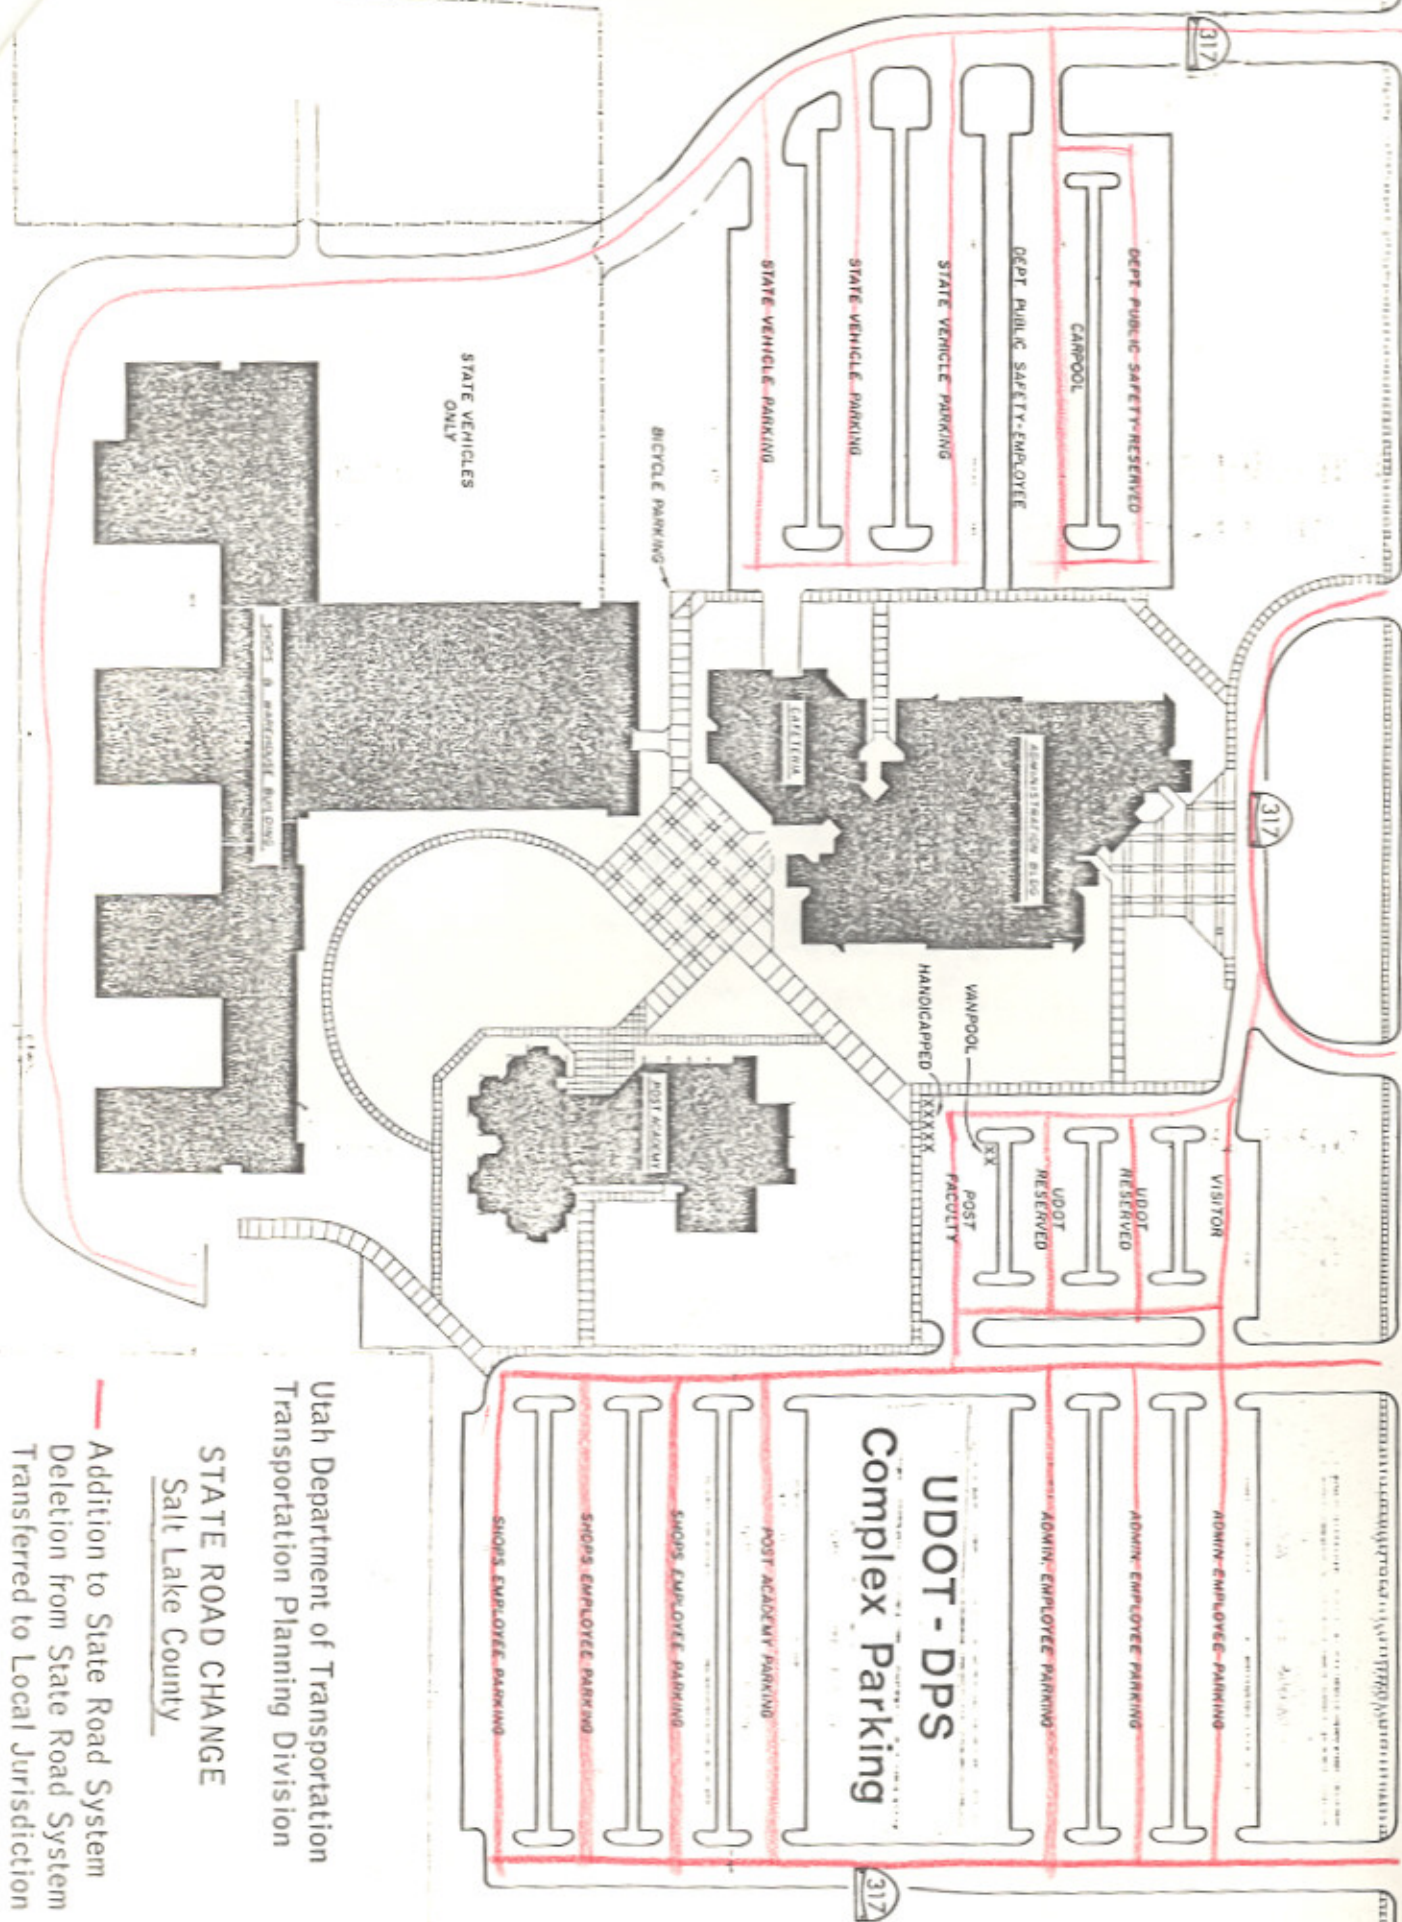 317
DEPT. PUBLIC SAFETY-RESERVED
CARPOOL
DEPT. PUBLIC SAFETY-EMPLOYEE
STATE VEHICLE PARKING
STATE VEHICLE PARKING
STATE VEHICLE PARKING
BICYCLE PARKING
STATE VEHICLES
ONLY
317
ADMINISTRATION BLDG
CAFETERIA
SHOPS & WAREHOUSE BUILDING
VANPOOL
HANDICAPPED
XXXXX
XX
POST ACADEMY
VISITOR
UDOT
RESERVED
UDOT
RESERVED
POST
FACULTY
ADMIN. EMPLOYEE PARKING
ADMIN. EMPLOYEE PARKING
ADMIN. EMPLOYEE PARKING
UDOT - DPS
Complex Parking
POST ACADEMY PARKING
SHOPS EMPLOYEE PARKING
SHOPS EMPLOYEE PARKING
SHOPS EMPLOYEE PARKING
317
Utah Department of Transportation
Transportation Planning Division
STATE ROAD CHANGE
Salt Lake County
Addition to State Road System
Deletion from State Road System
Transferred to Local Jurisdiction